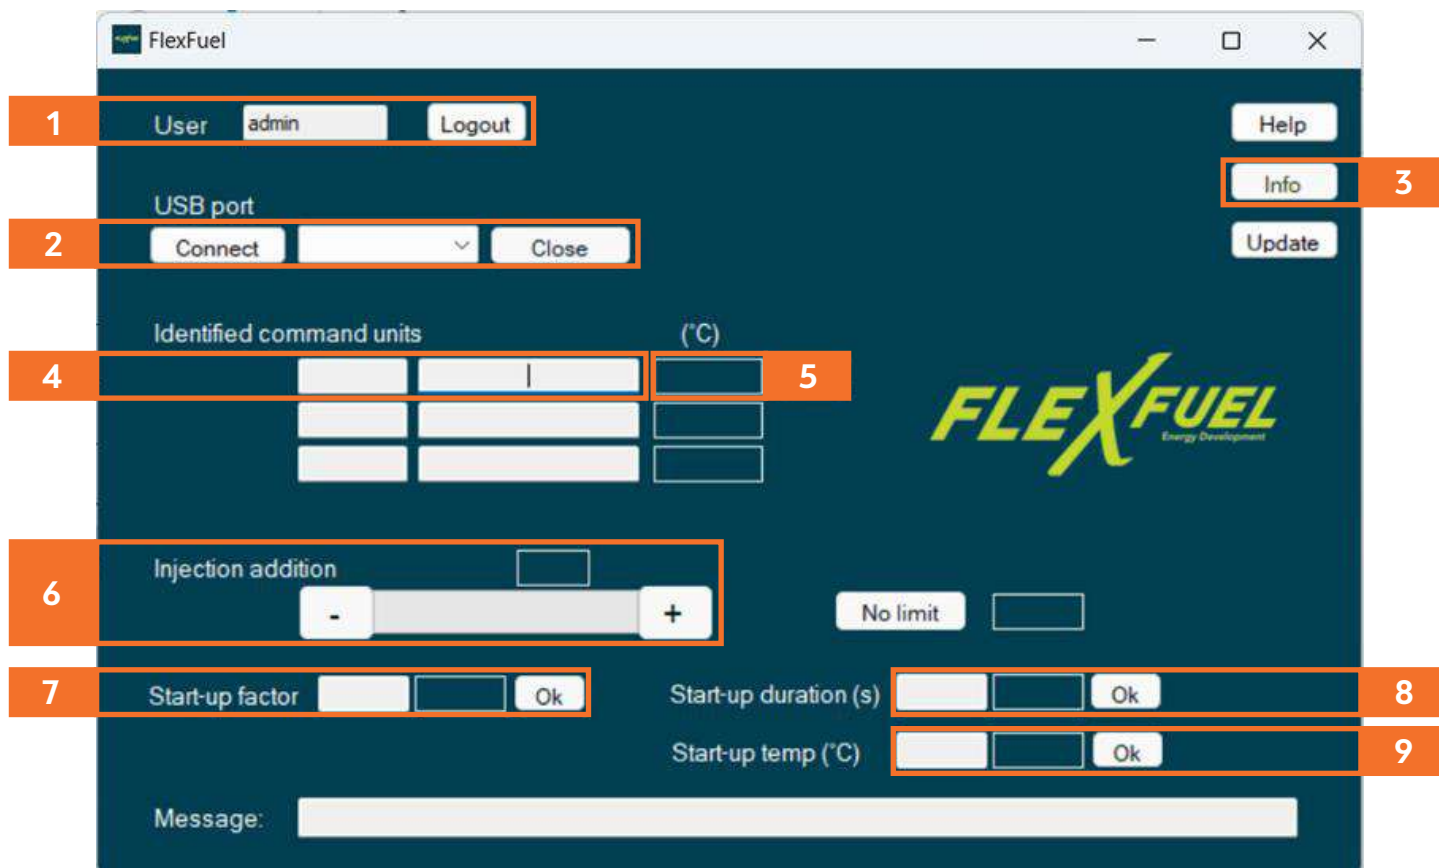 FlexFuel
1 User admin Logout Help
Info 3
USB port
2 Connect Close Update
Identified command units (°C)
4 5
FLEXFUEL
Energy Development
6 Injection addition
- + No limit
7 Start-up factor Ok Start-up duration (s) Ok 8
Start-up temp (°C) Ok 9
Message: